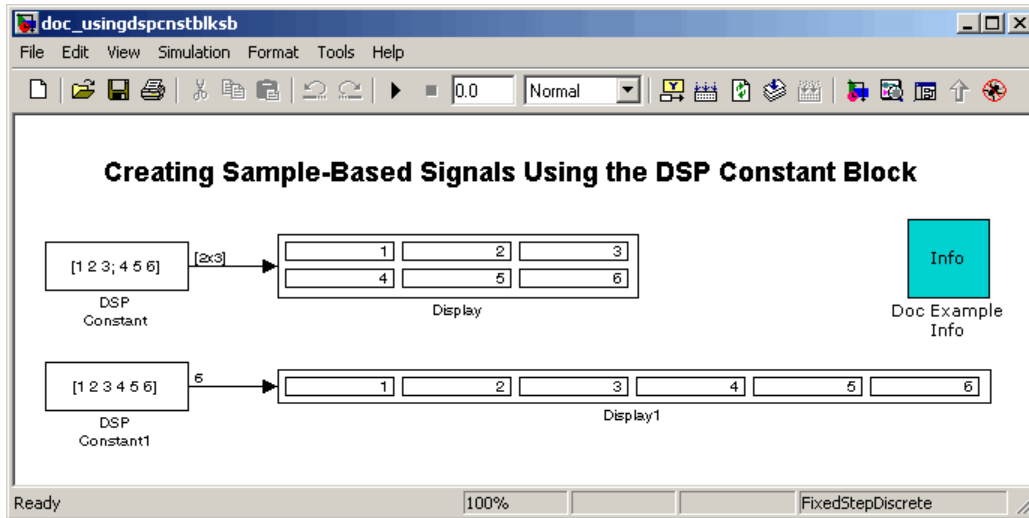 doc_usingdspcnstblksb
File Edit View Simulation Format Tools Help
0.0 Normal
Creating Sample-Based Signals Using the DSP Constant Block
[1 2 3; 4 5 6]
[2x3]
1 2 3
4 5 6
DSP
Constant
Display
Info
Doc Example
Info
[1 2 3 4 5 6]
6
1 2 3 4 5 6
DSP
Constant1
Display1
Ready 100% FixedStepDiscrete